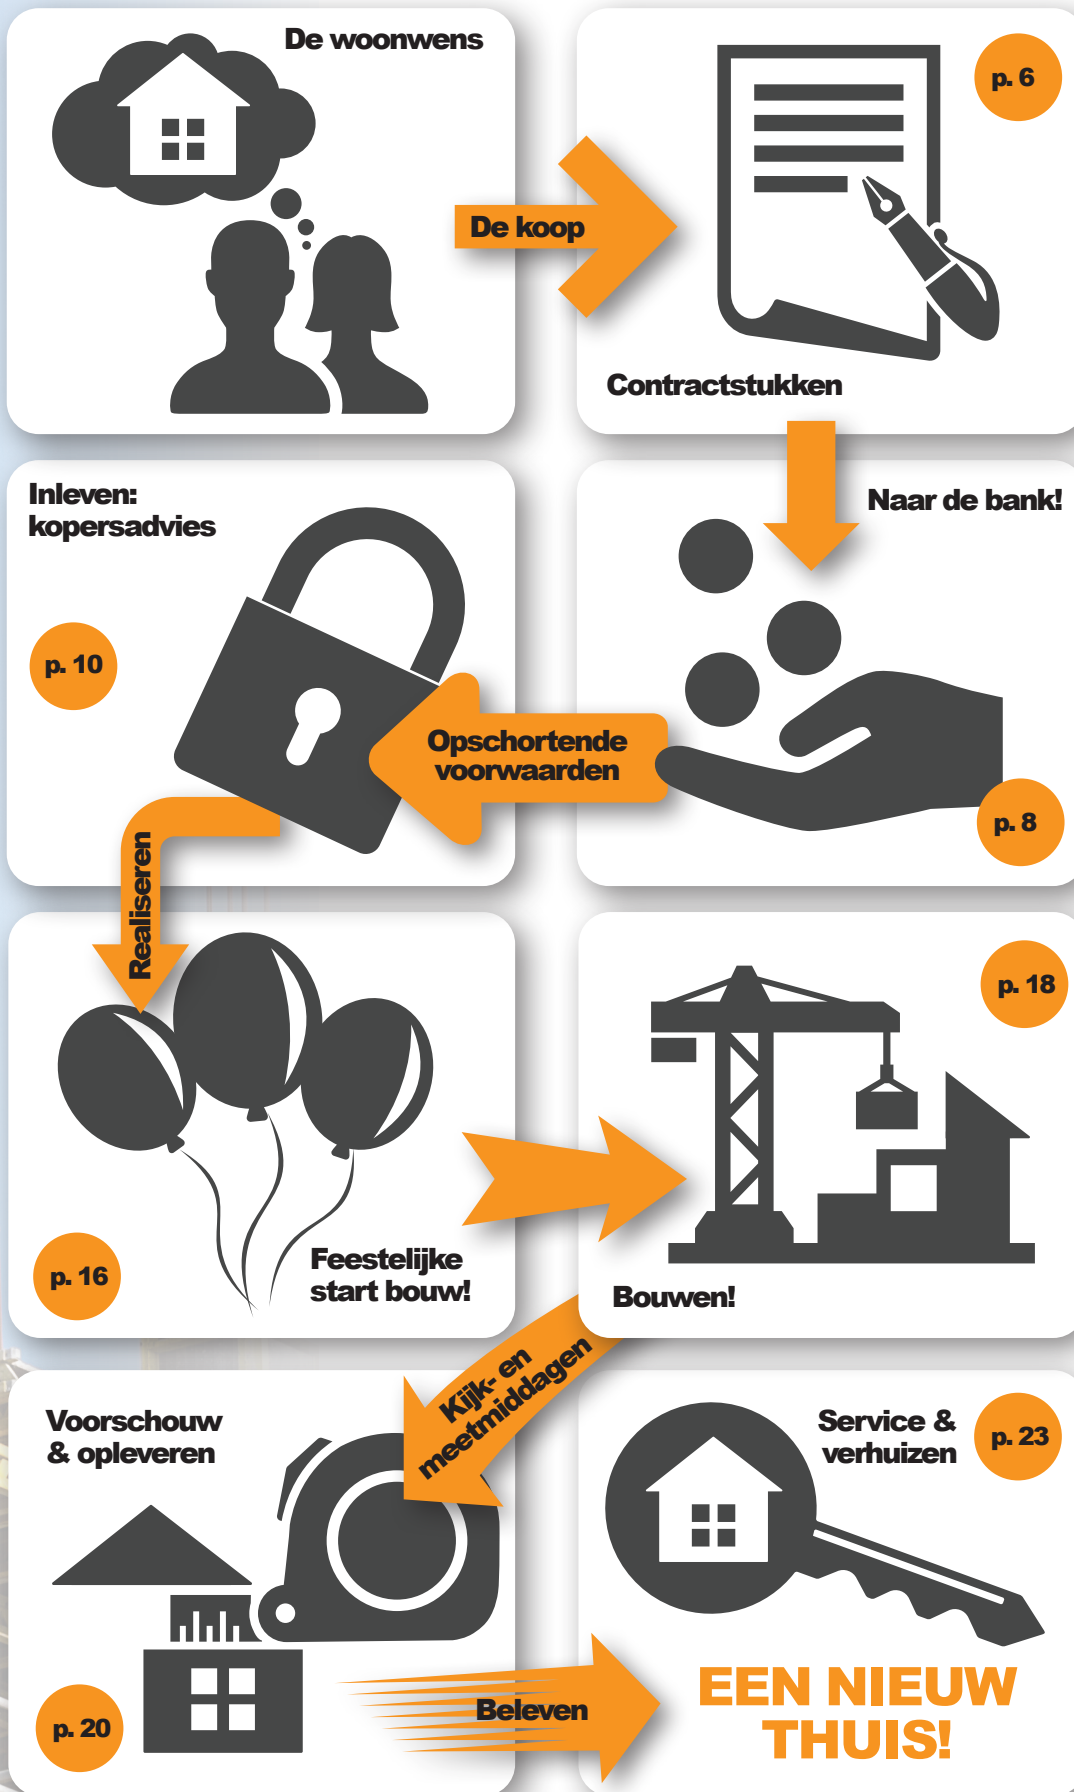 De woonwens
De koop
p. 6
Contractstukken
Naar de bank!
p. 8
Opschortende
voorwaarden
Inleven:
kopersadvies
p. 10
Realiseren
Feestelijke
start bouw!
p. 16
p. 18
Bouwen!
Kijk- en
meetmiddagen
Voorschouw
& opleveren
p. 20
Beleven
Service &
verhuizen
p. 23
EEN NIEUW
THUIS!